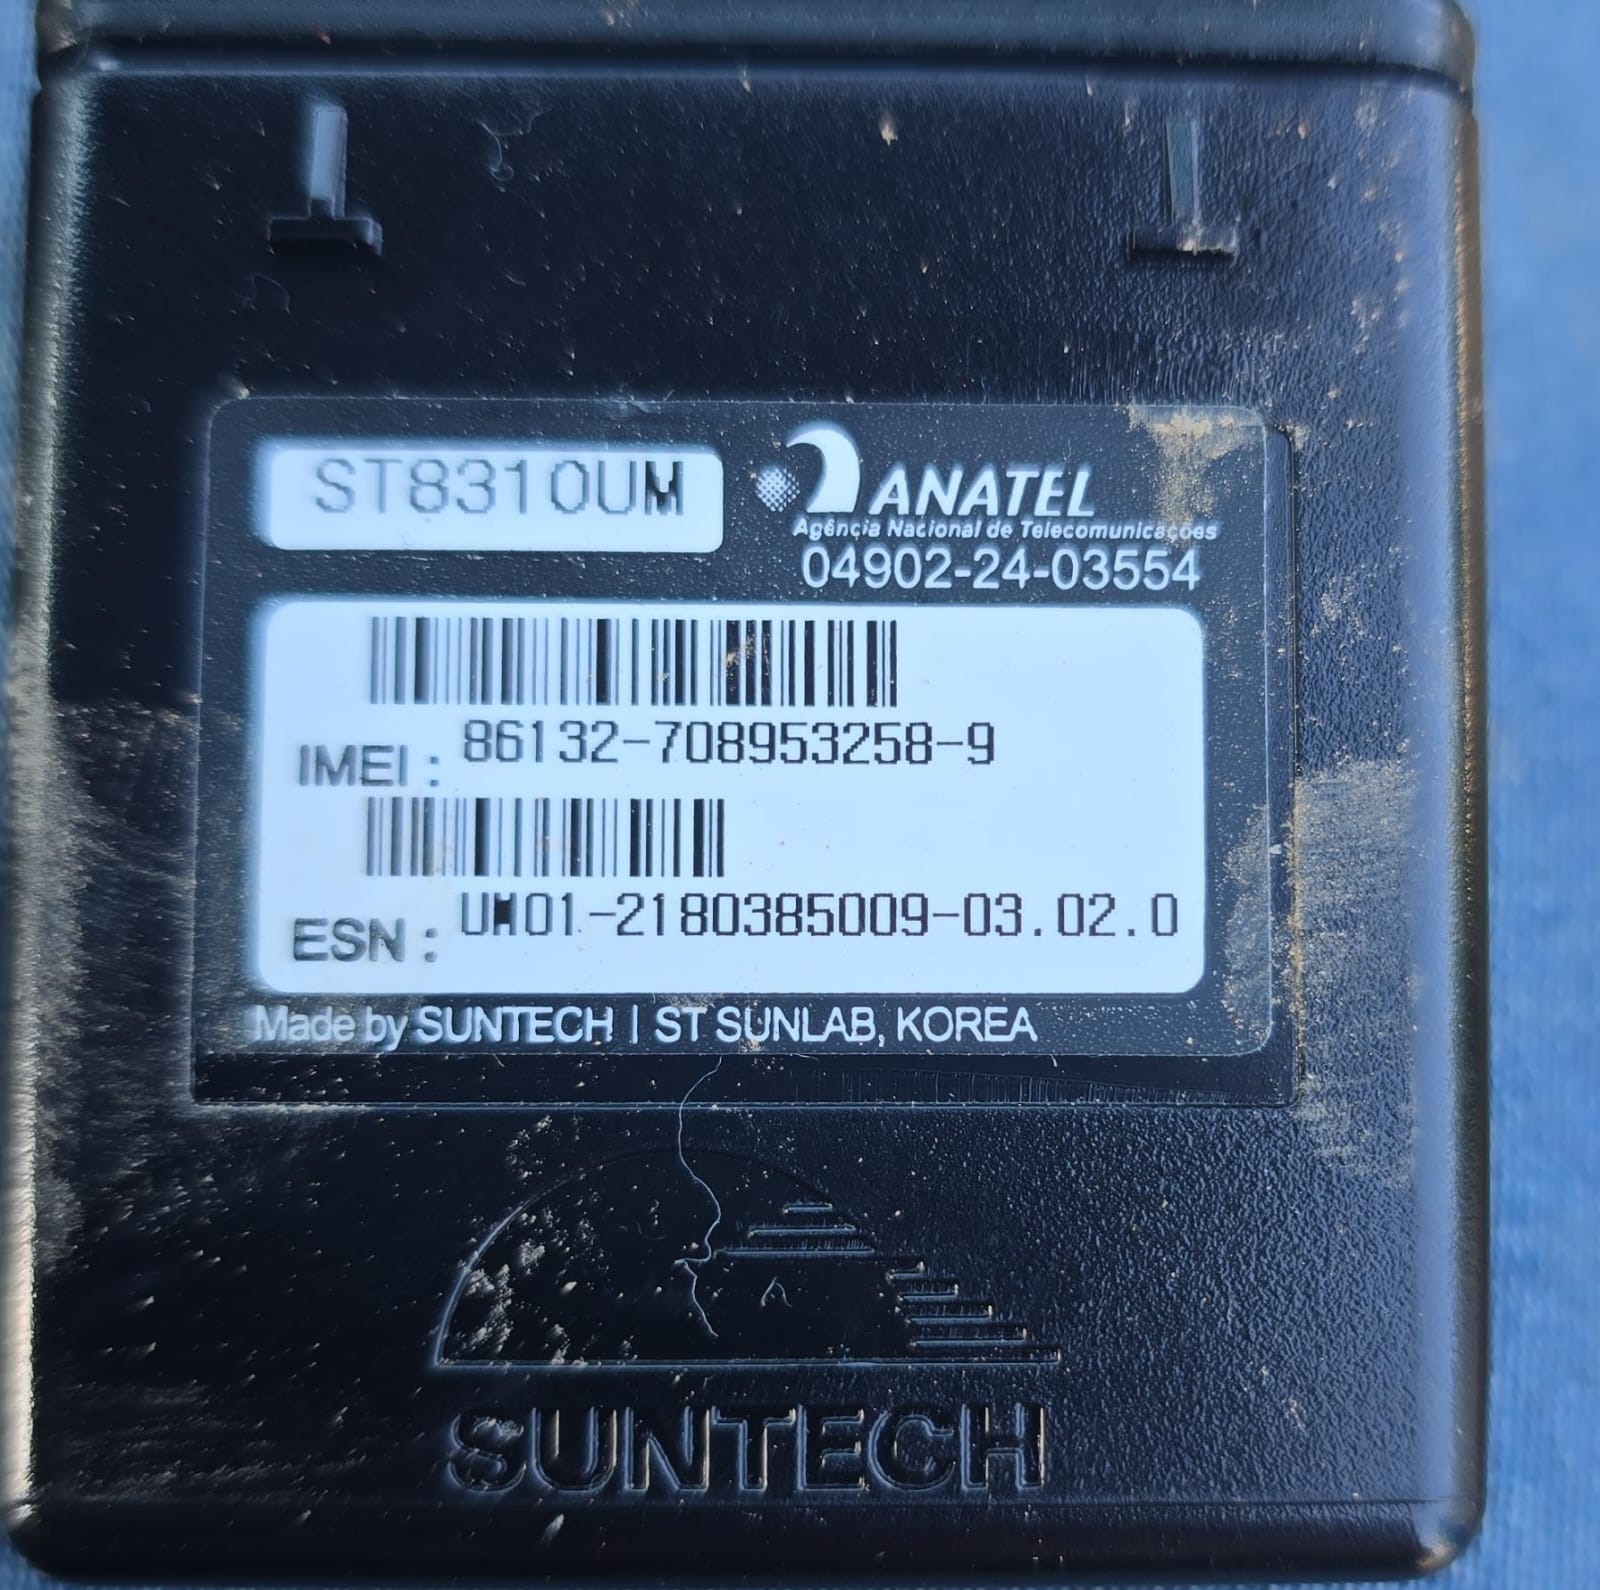 ST8310UM
ANATEL
Agência Nacional de Telecomunicações
04902-24-03554
IMEI : 86132-708953258-9
ESN : UM01-2180385009-03.02.0
Made by SUNTECH | ST SUNLAB, KOREA
SUNTECH